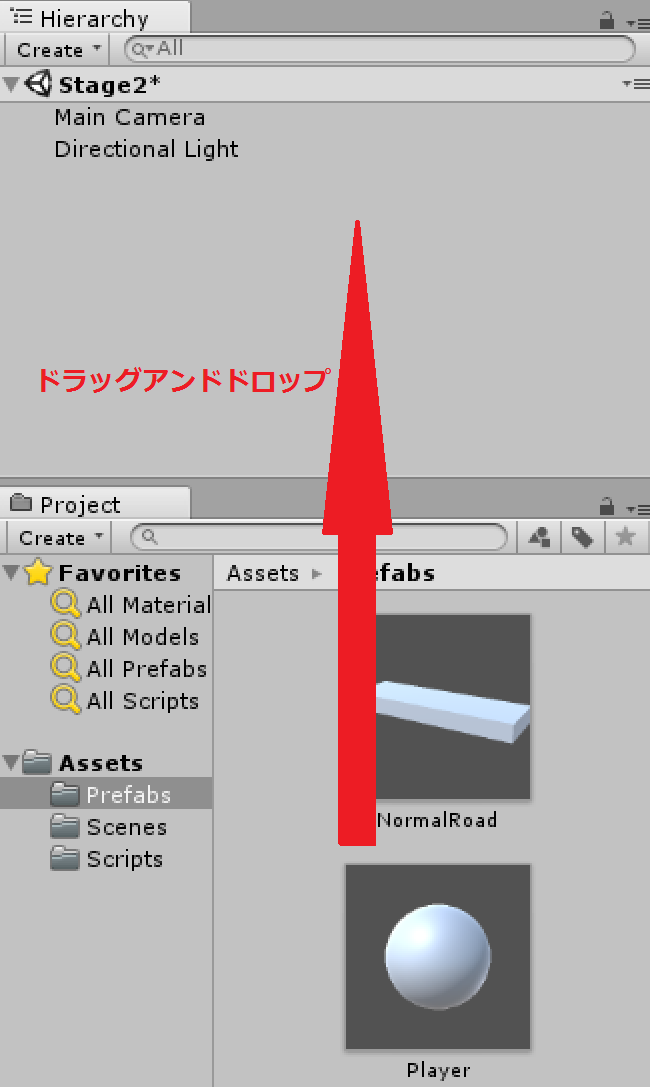 Hierarchy
Create
All
Stage2*
Main Camera
Directional Light
ドラッグアンドドロップ
Project
Create
Favorites
All Material
All Models
All Prefabs
All Scripts
Assets
Prefabs
Scenes
Scripts
Assets ▸ efabs
NormalRoad
Player